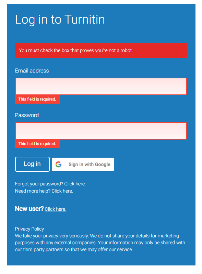 Log in to Turnitin
You must check the box that proves you're not a robot
Email address
This field is required.
Password
This field is required.
Log in
Sign in with Google
Forgot your password? Click here.
Need more help? Click here.
New user? Click here.
Privacy Policy
We take your privacy very seriously. We do not share your details for marketing
purposes with any external companies. Your information may only be shared with
our third party partners so that we may offer our service.